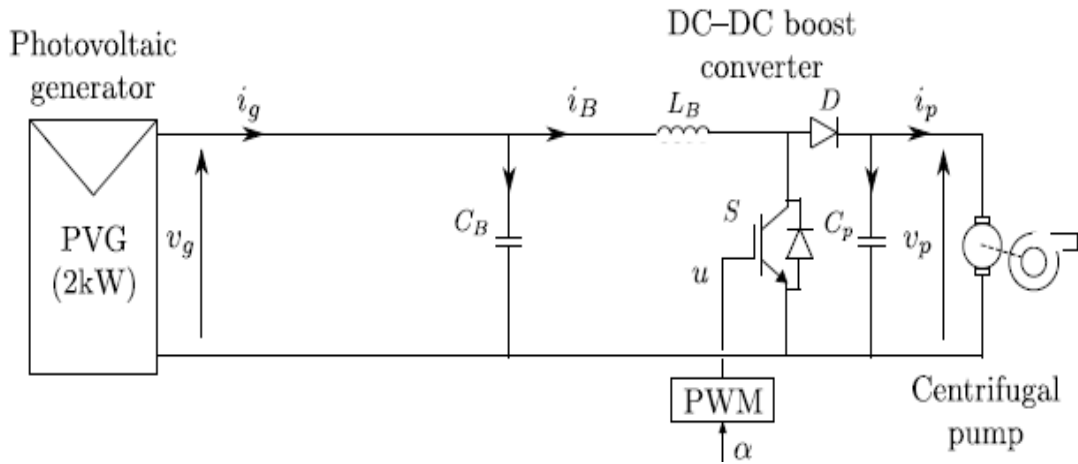 Photovoltaic
generator
DC–DC boost
converter
i_g
i_B
L_B
D
i_p
PVG
(2kW)
v_g
C_B
S
u
C_p
v_p
PWM
α
Centrifugal
pump